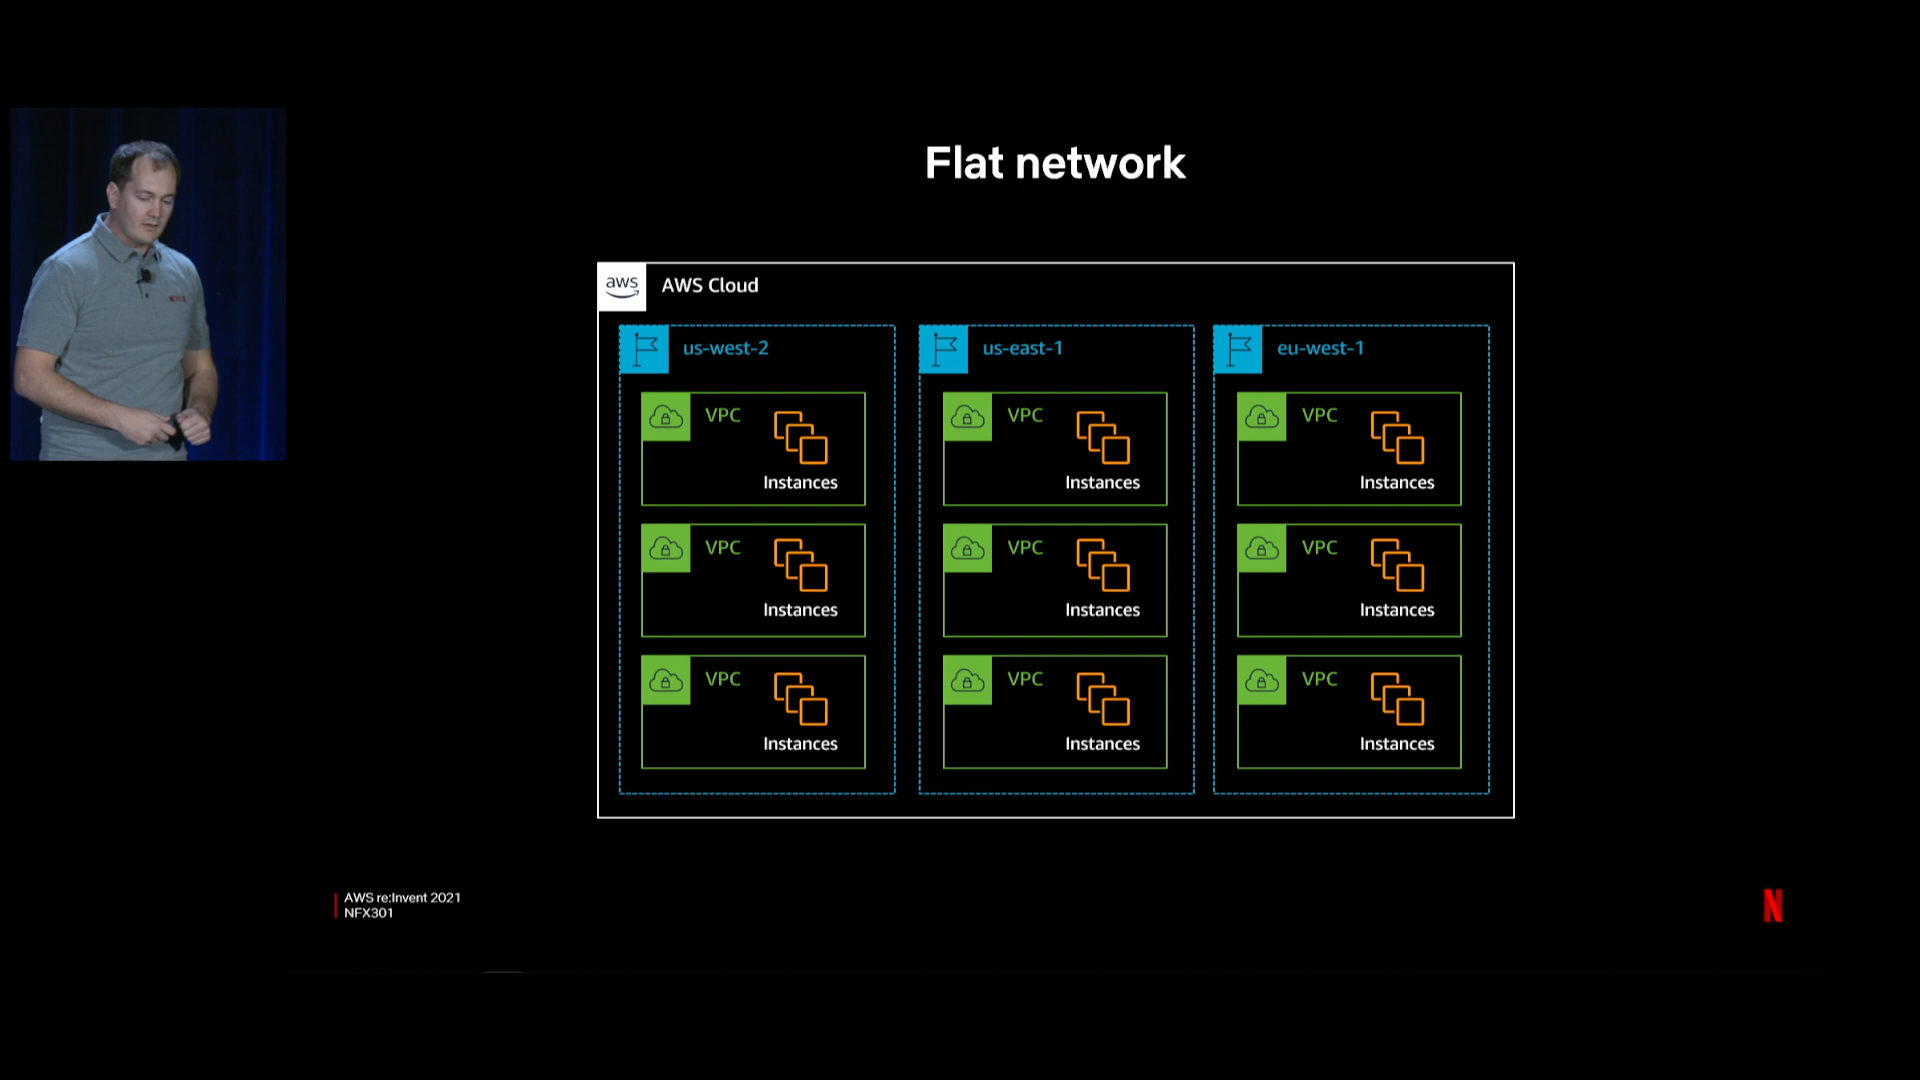 Flat network
aws
AWS Cloud
us-west-2
us-east-1
eu-west-1
VPC
Instances
VPC
Instances
VPC
Instances
VPC
Instances
VPC
Instances
VPC
Instances
VPC
Instances
VPC
Instances
VPC
Instances
AWS re:Invent 2021
NFX301
N